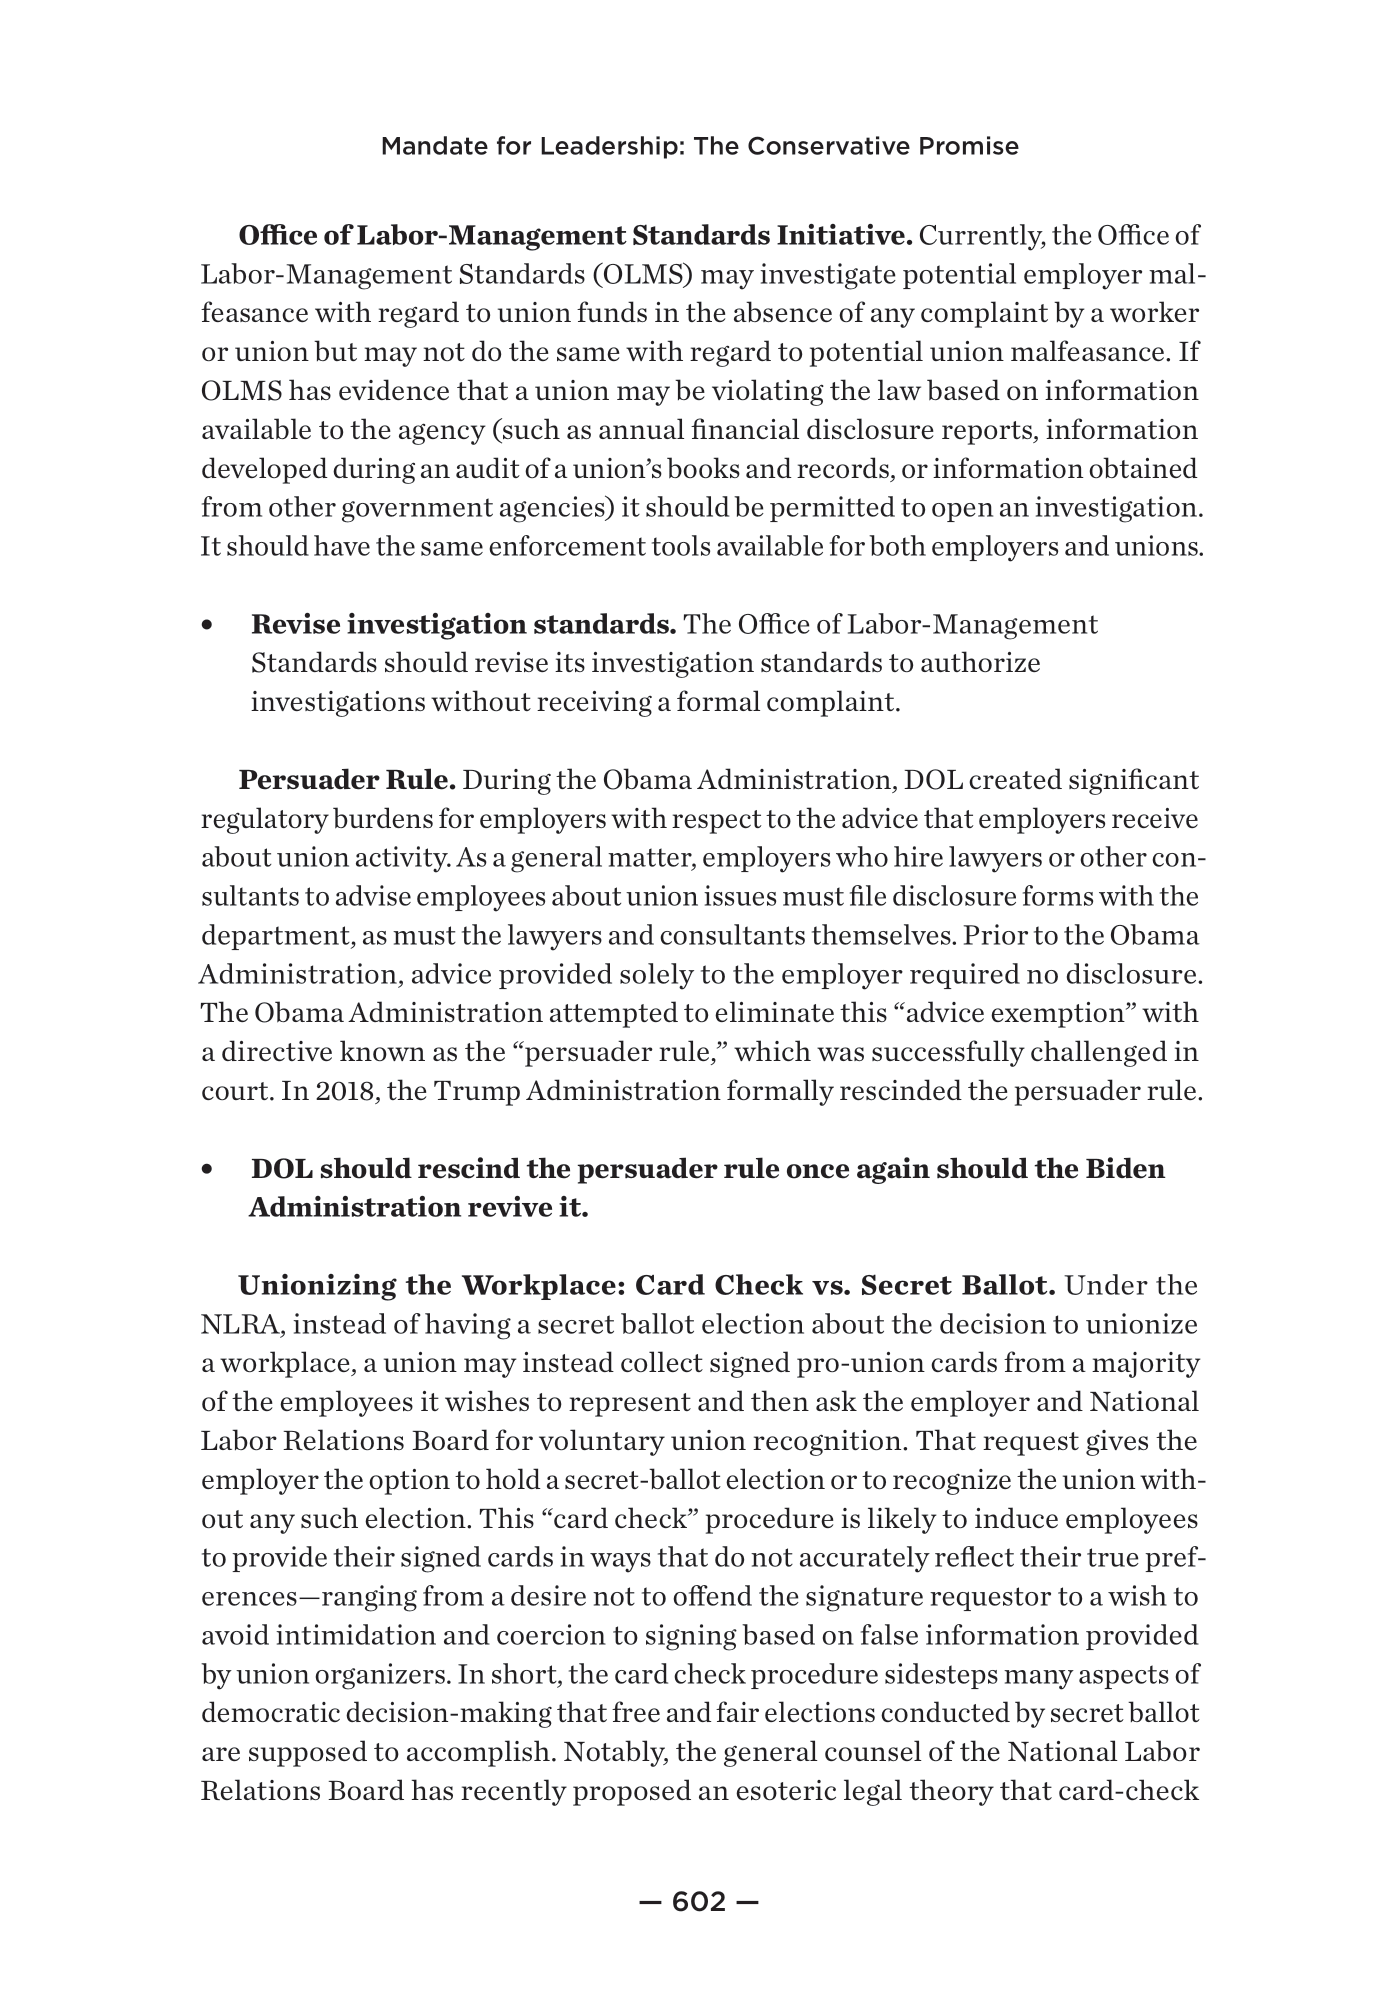 Mandate for Leadership: The Conservative Promise
Office of Labor-Management Standards Initiative. Currently, the Office of
Labor-Management Standards (OLMS) may investigate potential employer mal-
feasance with regard to union funds in the absence of any complaint by a worker
or union but may not do the same with regard to potential union malfeasance. If
OLMS has evidence that a union may be violating the law based on information
available to the agency (such as annual financial disclosure reports, information
developed during an audit of a union’s books and records, or information obtained
from other government agencies) it should be permitted to open an investigation.
It should have the same enforcement tools available for both employers and unions.
• Revise investigation standards. The Office of Labor-Management
Standards should revise its investigation standards to authorize
investigations without receiving a formal complaint.
Persuader Rule. During the Obama Administration, DOL created significant
regulatory burdens for employers with respect to the advice that employers receive
about union activity. As a general matter, employers who hire lawyers or other con-
sultants to advise employees about union issues must file disclosure forms with the
department, as must the lawyers and consultants themselves. Prior to the Obama
Administration, advice provided solely to the employer required no disclosure.
The Obama Administration attempted to eliminate this “advice exemption” with
a directive known as the “persuader rule,” which was successfully challenged in
court. In 2018, the Trump Administration formally rescinded the persuader rule.
• DOL should rescind the persuader rule once again should the Biden
Administration revive it.
Unionizing the Workplace: Card Check vs. Secret Ballot. Under the
NLRA, instead of having a secret ballot election about the decision to unionize
a workplace, a union may instead collect signed pro-union cards from a majority
of the employees it wishes to represent and then ask the employer and National
Labor Relations Board for voluntary union recognition. That request gives the
employer the option to hold a secret-ballot election or to recognize the union with-
out any such election. This “card check” procedure is likely to induce employees
to provide their signed cards in ways that do not accurately reflect their true pref-
erences—ranging from a desire not to offend the signature requestor to a wish to
avoid intimidation and coercion to signing based on false information provided
by union organizers. In short, the card check procedure sidesteps many aspects of
democratic decision-making that free and fair elections conducted by secret ballot
are supposed to accomplish. Notably, the general counsel of the National Labor
Relations Board has recently proposed an esoteric legal theory that card-check
— 602 —